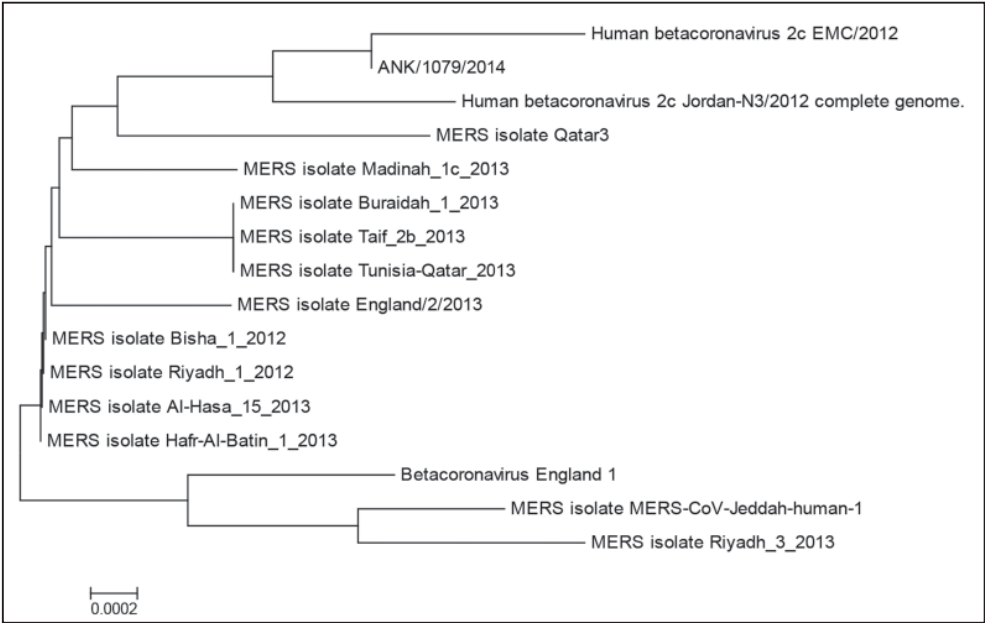 Human betacoronavirus 2c EMC/2012
ANK/1079/2014
Human betacoronavirus 2c Jordan-N3/2012 complete genome.
MERS isolate Qatar3
MERS isolate Madinah_1c_2013
MERS isolate Buraidah_1_2013
MERS isolate Taif_2b_2013
MERS isolate Tunisia-Qatar_2013
MERS isolate England/2/2013
MERS isolate Bisha_1_2012
MERS isolate Riyadh_1_2012
MERS isolate Al-Hasa_15_2013
MERS isolate Hafr-Al-Batin_1_2013
Betacoronavirus England 1
MERS isolate MERS-CoV-Jeddah-human-1
MERS isolate Riyadh_3_2013
0.0002